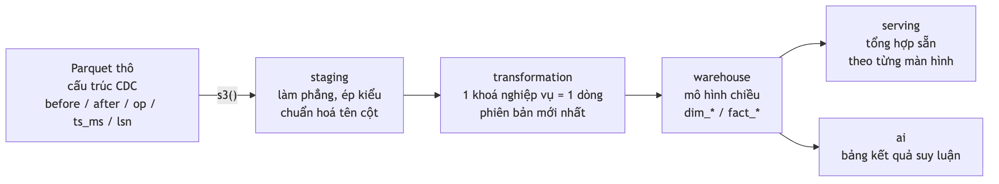 Parquet thô
cấu trúc CDC
before / after / op /
ts_ms / lsn
s3()
staging
làm phẳng, ép kiểu
chuẩn hoá tên cột
transformation
1 khoá nghiệp vụ = 1 dòng
phiên bản mới nhất
warehouse
mô hình chiều
dim_* / fact_*
serving
tổng hợp sẵn
theo từng màn hình
ai
bảng kết quả suy luận